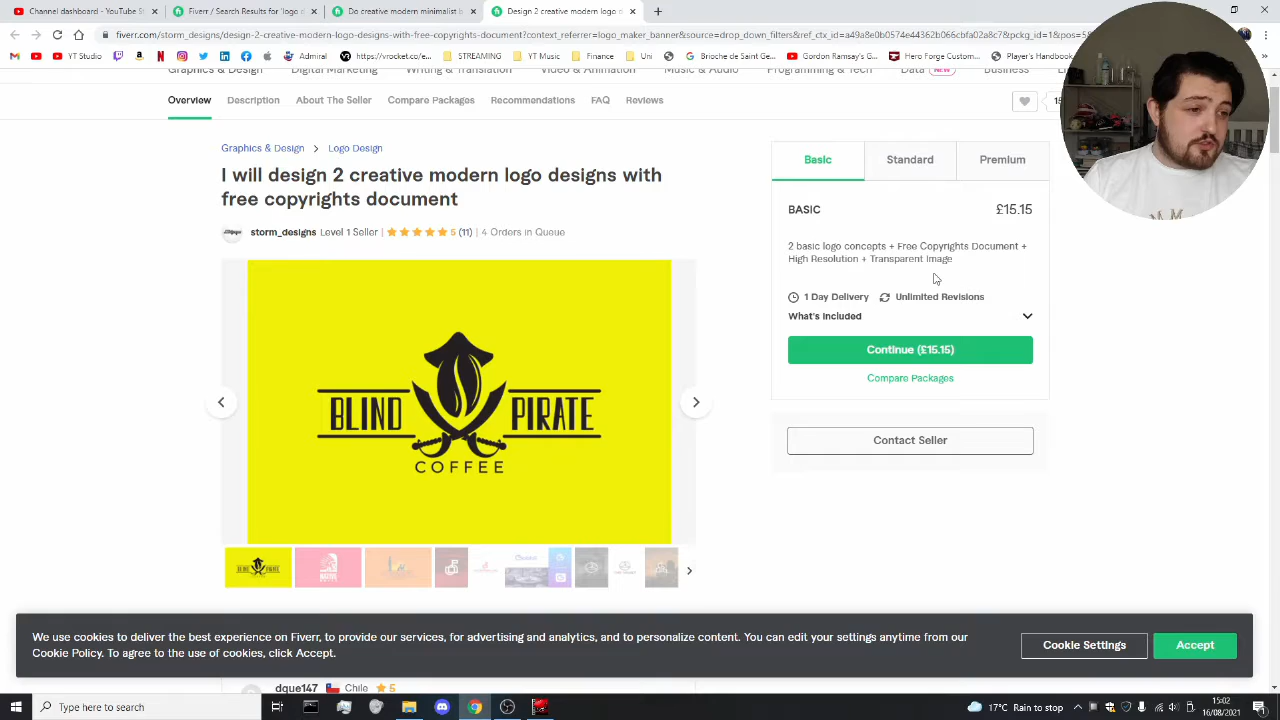 Channel dashboard - YouTube S
Fiverr / Search Results for 'logo d
Do creative modern minimalist b
Design 2 creative modern logo
fiverr.com/storm_designs/design-2-creative-modern-logo-designs-with-free-copyrights-document?context_referrer=logo_maker_banner&source=drop_down_filters&ref_ctx_id=a49a8e0b0574ee44362b066cbfa02c8c7&pckg_id=1&pos=5
YT Studio
Admiral
https://vrocket.co/e...
STREAMING
YT Music
Finance
Uni
Brioche de Saint Ge...
Gordon Ramsay's G...
Hero Forge Custom...
Player's Handbook
Graphics & Design
Digital Marketing
Writing & Translation
Video & Animation
Music & Audio
Programming & Tech
Data NEW
Business
Overview
Description
About The Seller
Compare Packages
Recommendations
FAQ
Reviews
Graphics & Design > Logo Design
I will design 2 creative modern logo designs with
free copyrights document
storm_designs Level 1 Seller | 5 (11) | 4 Orders in Queue
BLIND PIRATE
COFFEE
Basic
Standard
Premium
BASIC £15.15
2 basic logo concepts + Free Copyrights Document +
High Resolution + Transparent Image
1 Day Delivery Unlimited Revisions
What's Included
Continue (£15.15)
Compare Packages
Contact Seller
We use cookies to deliver the best experience on Fiverr, to provide our services, for advertising and analytics, and to personalize content. You can edit your settings anytime from our
Cookie Policy. To agree to the use of cookies, click Accept.
Cookie Settings
Accept
dque147 Chile 5
Type here to search
17°C Rain to stop
15:02
16/08/2021